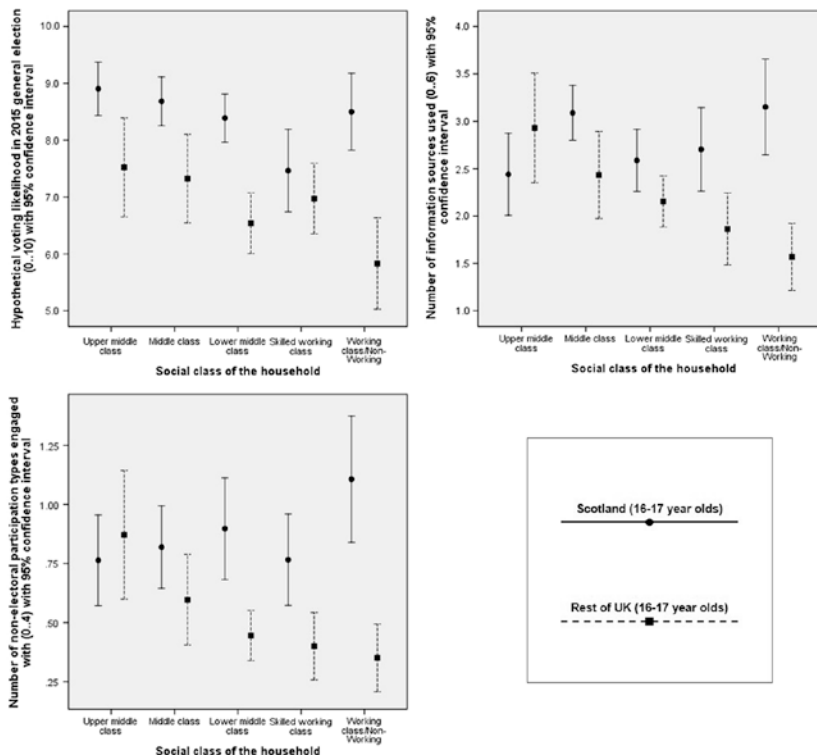 Hypothetical voting likelihood in 2015 general election
(0..10) with 95% confidence interval
10.0
9.0
8.0
7.0
6.0
5.0
Upper middle
class
Middle class
Lower middle
class
Skilled working
class
Working
class/Non-
Working
Social class of the household
Number of information sources used (0..6) with 95%
confidence interval
4.0
3.5
3.0
2.5
2.0
1.5
1.0
Upper middle
class
Middle class
Lower middle
class
Skilled working
class
Working
class/Non-
Working
Social class of the household
Number of non-electoral participation types engaged
with (0..4) with 95% confidence interval
1.25
1.00
.75
.50
.25
Upper middle
class
Middle class
Lower middle
class
Skilled working
class
Working
class/Non-
Working
Social class of the household
Scotland (16-17 year olds)
Rest of UK (16-17 year olds)